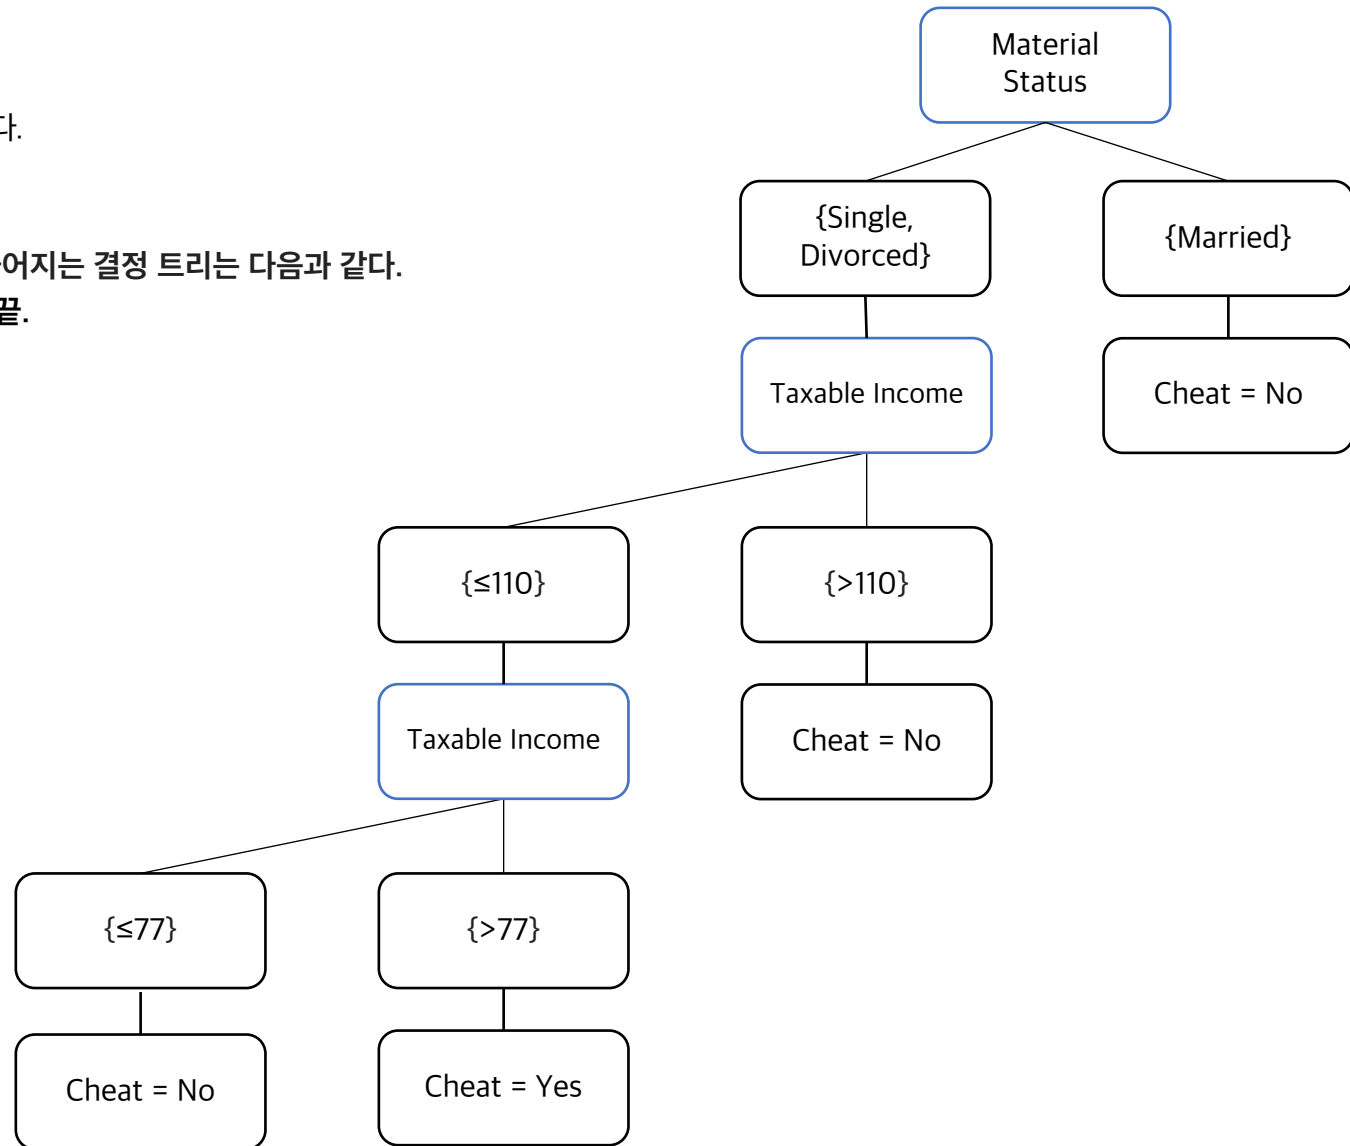 다.
어지는 결정 트리는 다음과 같다.
끝.
Material
Status
{Single,
Divorced}
{Married}
Taxable Income
Cheat = No
{≤110}
{>110}
Taxable Income
Cheat = No
{≤77}
{>77}
Cheat = No
Cheat = Yes